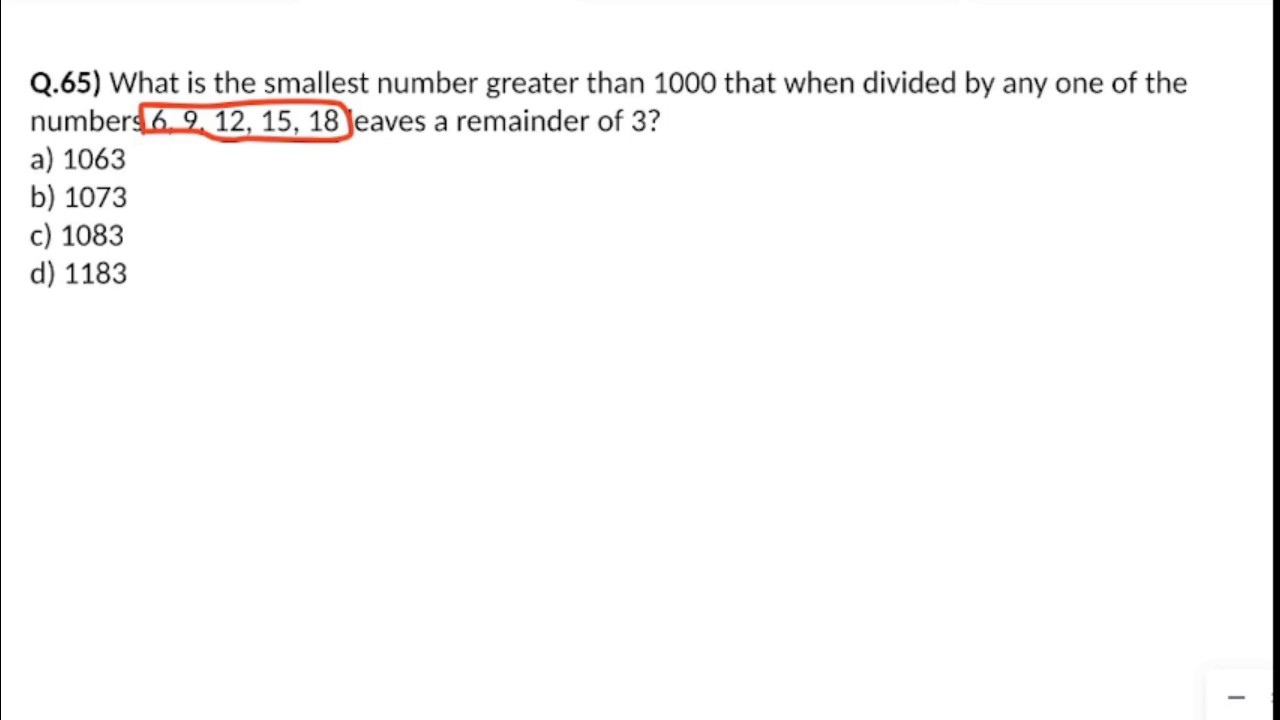 Q.65) What is the smallest number greater than 1000 that when divided by any one of the
numbers 6, 9, 12, 15, 18 leaves a remainder of 3?
a) 1063
b) 1073
c) 1083
d) 1183